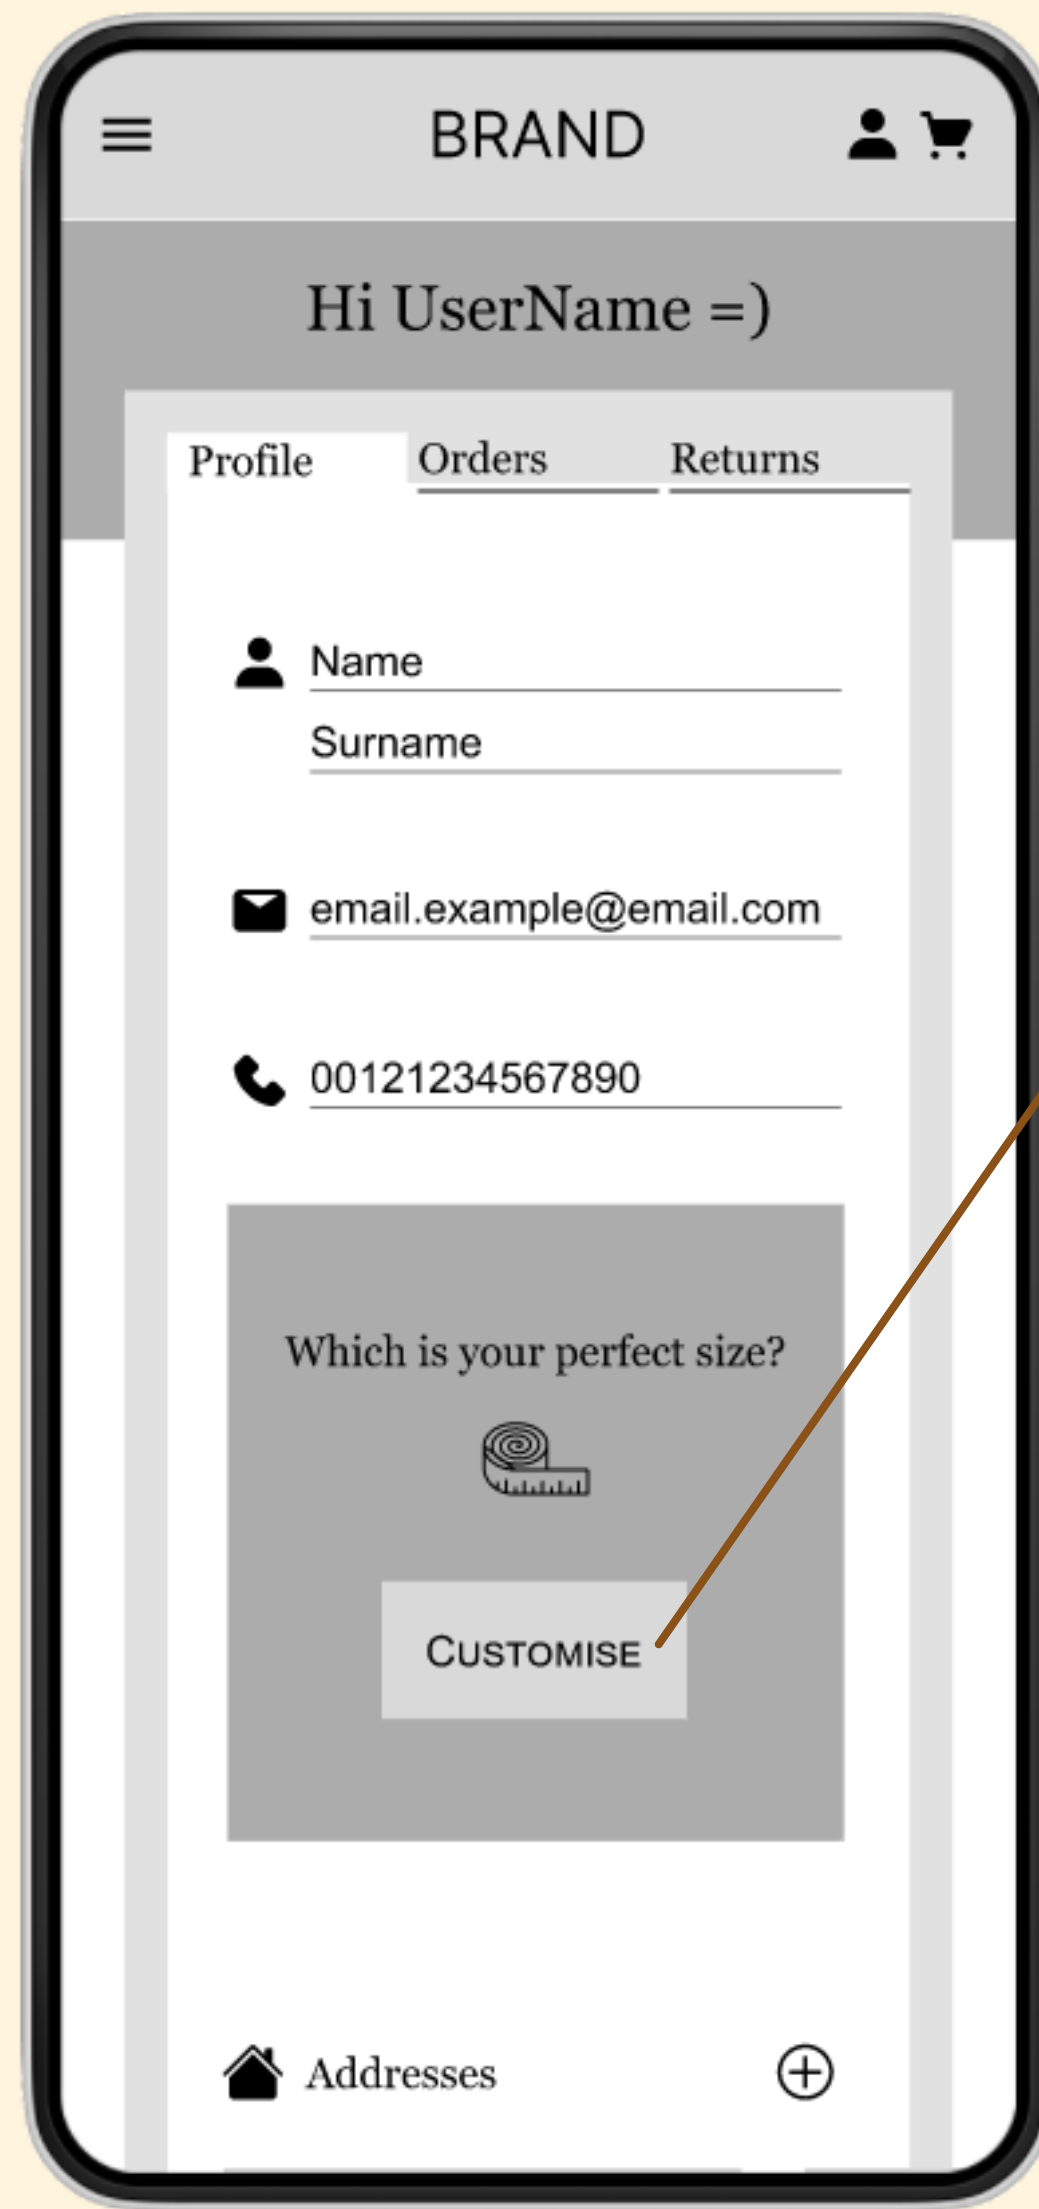 BRAND
Hi UserName =)
Profile Orders Returns
Name
Surname
email.example@email.com
00121234567890
Which is your perfect size?
CUSTOMISE
Addresses